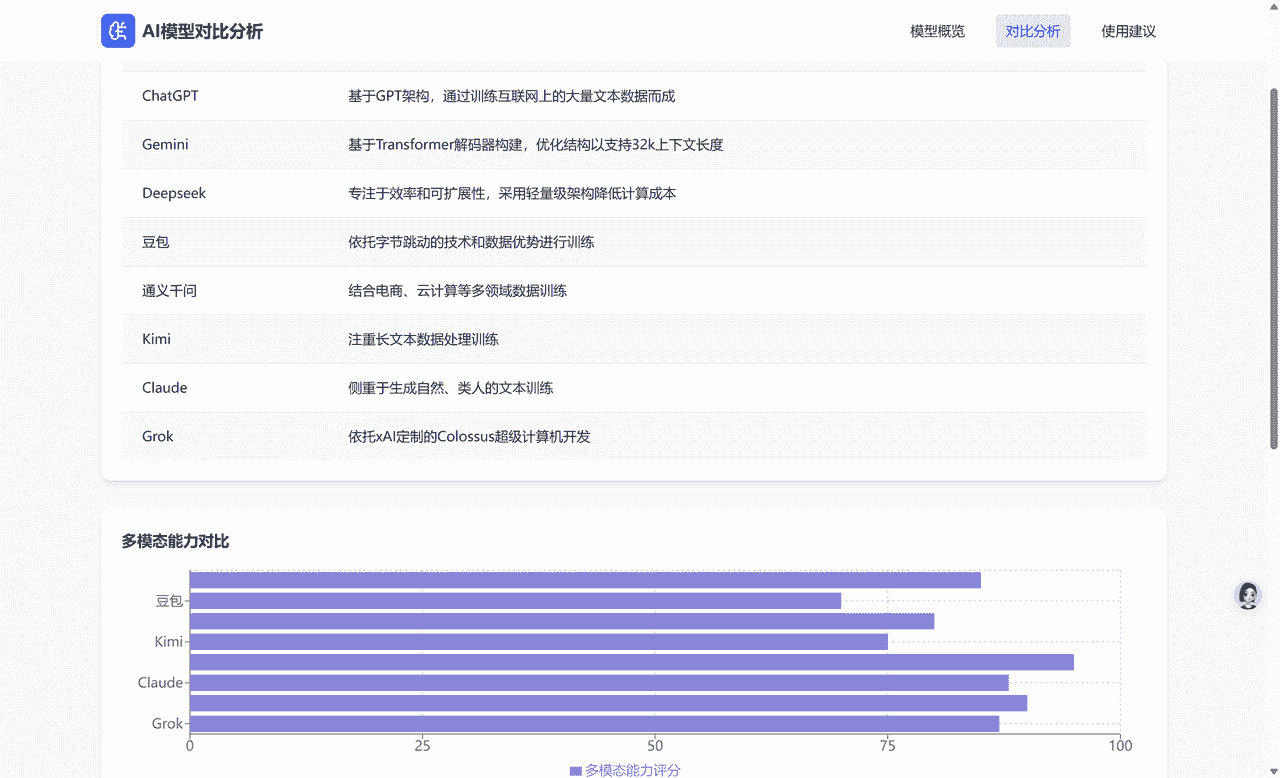 AI模型对比分析 模型概览 对比分析 使用建议
ChatGPT 基于GPT架构，通过训练互联网上的大量文本数据而成
Gemini 基于Transformer解码器构建，优化结构以支持32k上下文长度
Deepseek 专注于效率和可扩展性，采用轻量级架构降低计算成本
豆包 依托字节跳动的技术和数据优势进行训练
通义千问 结合电商、云计算等多领域数据训练
Kimi 注重长文本数据处理训练
Claude 侧重于生成自然、类人的文本训练
Grok 依托xAI定制的Colossus超级计算机开发
多模态能力对比
豆包
Kimi
Claude
Grok
0 25 50 75 100
多模态能力评分